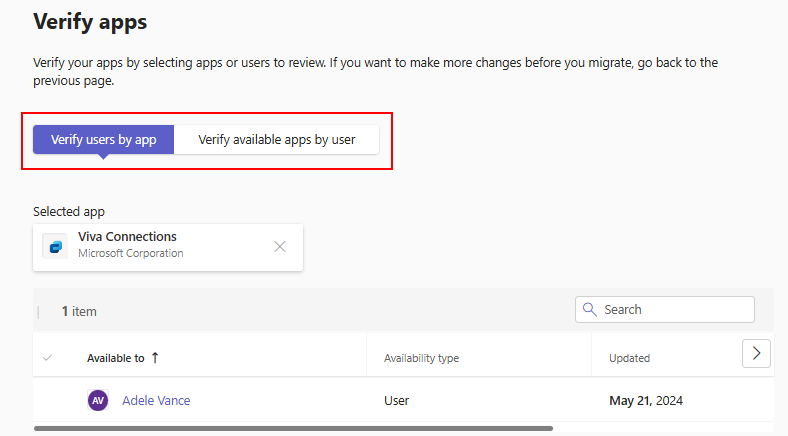 Verify apps
Verify your apps by selecting apps or users to review. If you want to make more changes before you migrate, go back to the
previous page.
Verify users by app Verify available apps by user
Selected app
Viva Connections
Microsoft Corporation
1 item Search
Available to ↑ Availability type Updated
AV Adele Vance User May 21, 2024